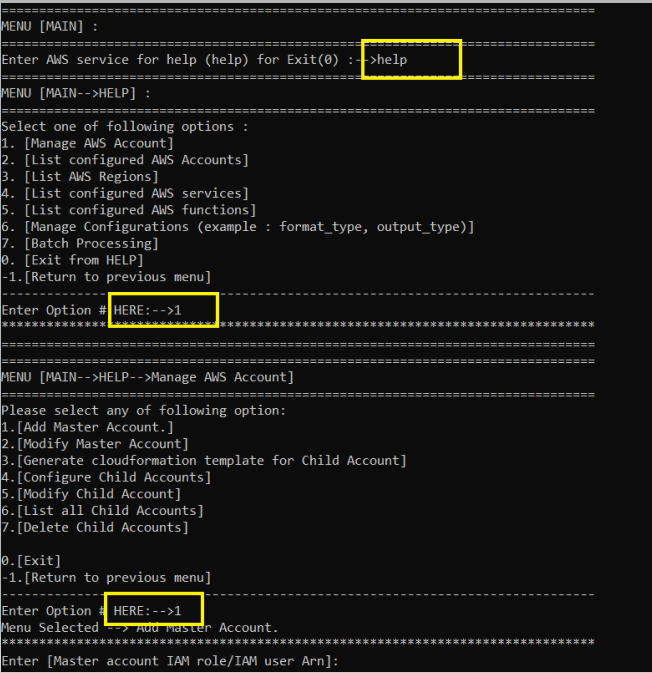 ================================================================================
MENU [MAIN] :
================================================================================
Enter AWS service for help (help) for Exit(0) :-->help
================================================================================
MENU [MAIN-->HELP] :
================================================================================
Select one of following options :
1. [Manage AWS Account]
2. [List configured AWS Accounts]
3. [List AWS Regions]
4. [List configured AWS services]
5. [List configured AWS functions]
6. [Manage Configurations (example : format_type, output_type)]
7. [Batch Processing]
0. [Exit from HELP]
-1.[Return to previous menu]
--------------------------------------------------------------------------------
Enter Option # HERE:-->1
********************************************************************************
================================================================================
================================================================================
MENU [MAIN-->HELP-->Manage AWS Account]
================================================================================
Please select any of following option:
1.[Add Master Account.]
2.[Modify Master Account]
3.[Generate cloudformation template for Child Account]
4.[Configure Child Accounts]
5.[Modify Child Account]
6.[List all Child Accounts]
7.[Delete Child Accounts]
0.[Exit]
-1.[Return to previous menu]
--------------------------------------------------------------------------------
Enter Option # HERE:-->1
Menu Selected --> Add Master Account.
********************************************************************************
Enter [Master account IAM role/IAM user Arn]: